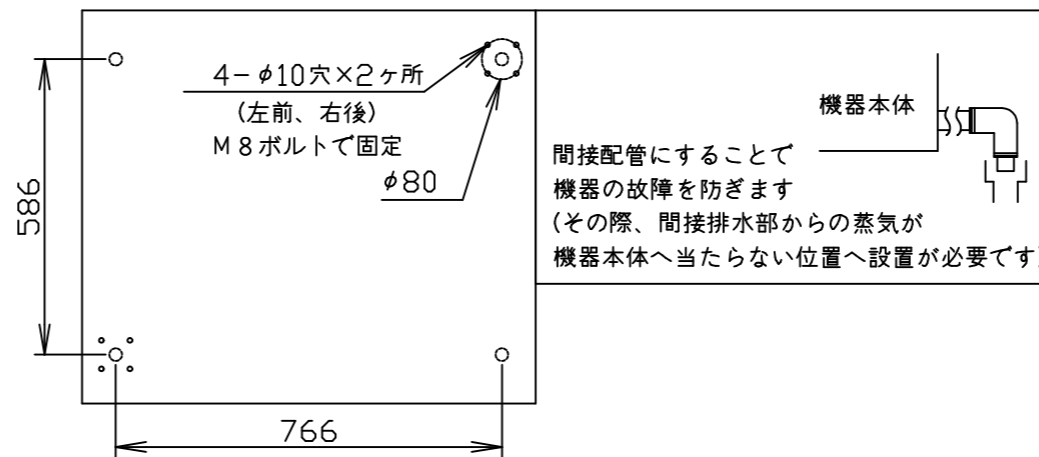 4-φ10穴×2ヶ所
(左前、右後)
M8ボルトで固定
φ80
586
766
機器本体
間接配管にすることで
機器の故障を防ぎます
(その際、間接排水部からの蒸気が
機器本体へ当たらない位置へ設置が必要です)